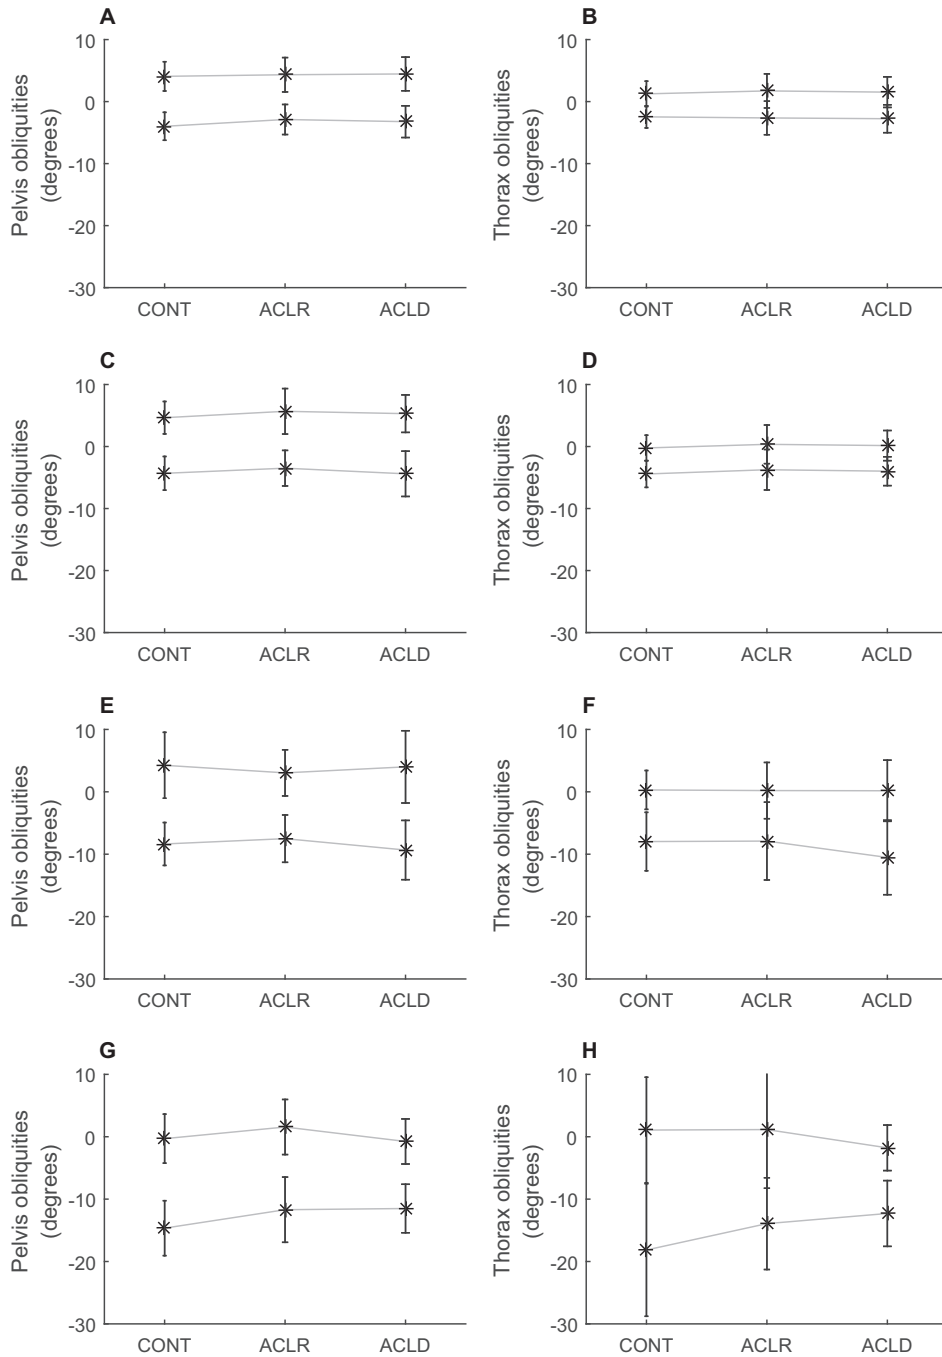 A
Pelvis obliquities
(degrees)
10
0
-10
-20
-30
CONT ACLR ACLD
B
Thorax obliquities
(degrees)
10
0
-10
-20
-30
CONT ACLR ACLD
C
Pelvis obliquities
(degrees)
10
0
-10
-20
-30
CONT ACLR ACLD
D
Thorax obliquities
(degrees)
10
0
-10
-20
-30
CONT ACLR ACLD
E
Pelvis obliquities
(degrees)
10
0
-10
-20
-30
CONT ACLR ACLD
F
Thorax obliquities
(degrees)
10
0
-10
-20
-30
CONT ACLR ACLD
G
Pelvis obliquities
(degrees)
10
0
-10
-20
-30
CONT ACLR ACLD
H
Thorax obliquities
(degrees)
10
0
-10
-20
-30
CONT ACLR ACLD